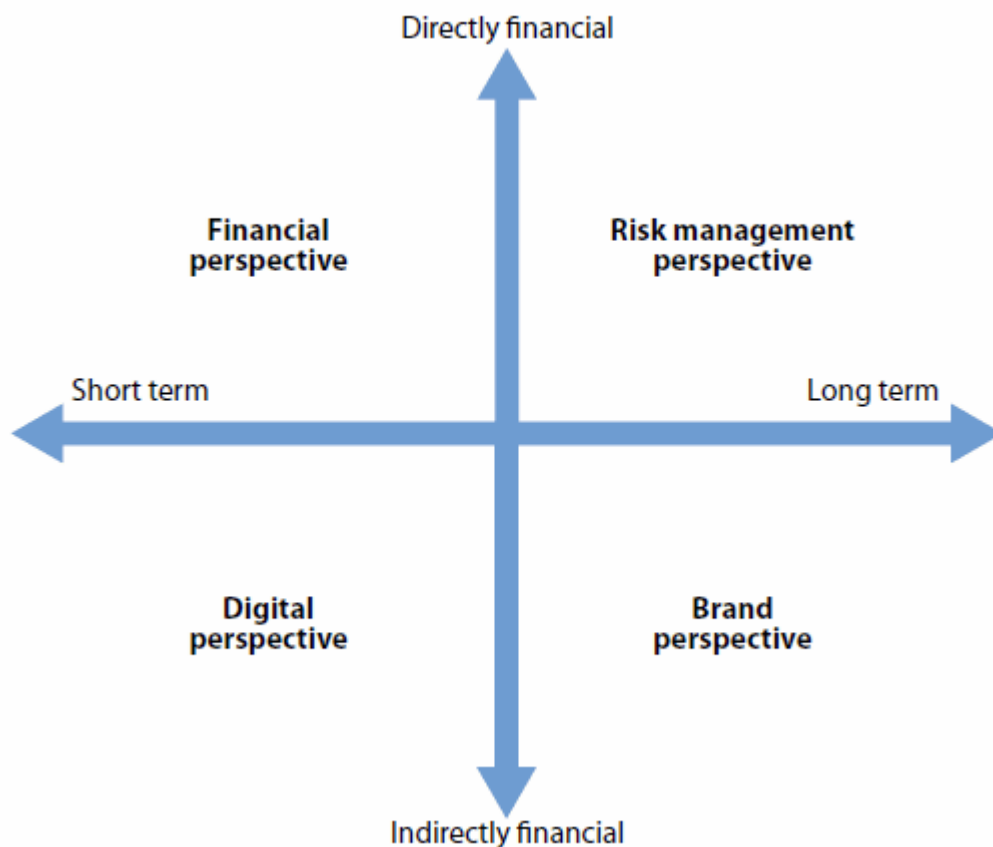 Directly financial
Financial
perspective
Risk management
perspective
Short term
Long term
Digital
perspective
Brand
perspective
Indirectly financial